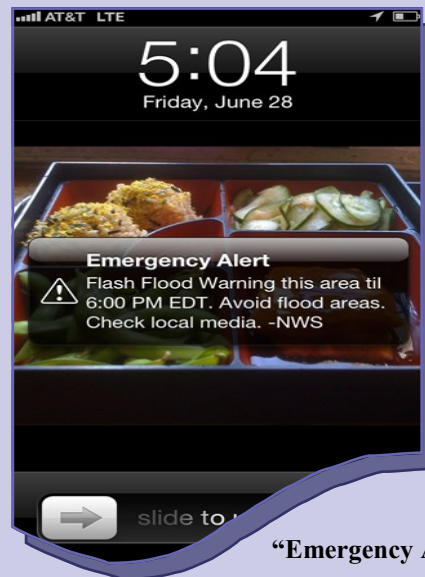 AT&T LTE
5:04
Friday, June 28
Emergency Alert
Flash Flood Warning this area til
6:00 PM EDT. Avoid flood areas.
Check local media. -NWS
slide to
“Emergency